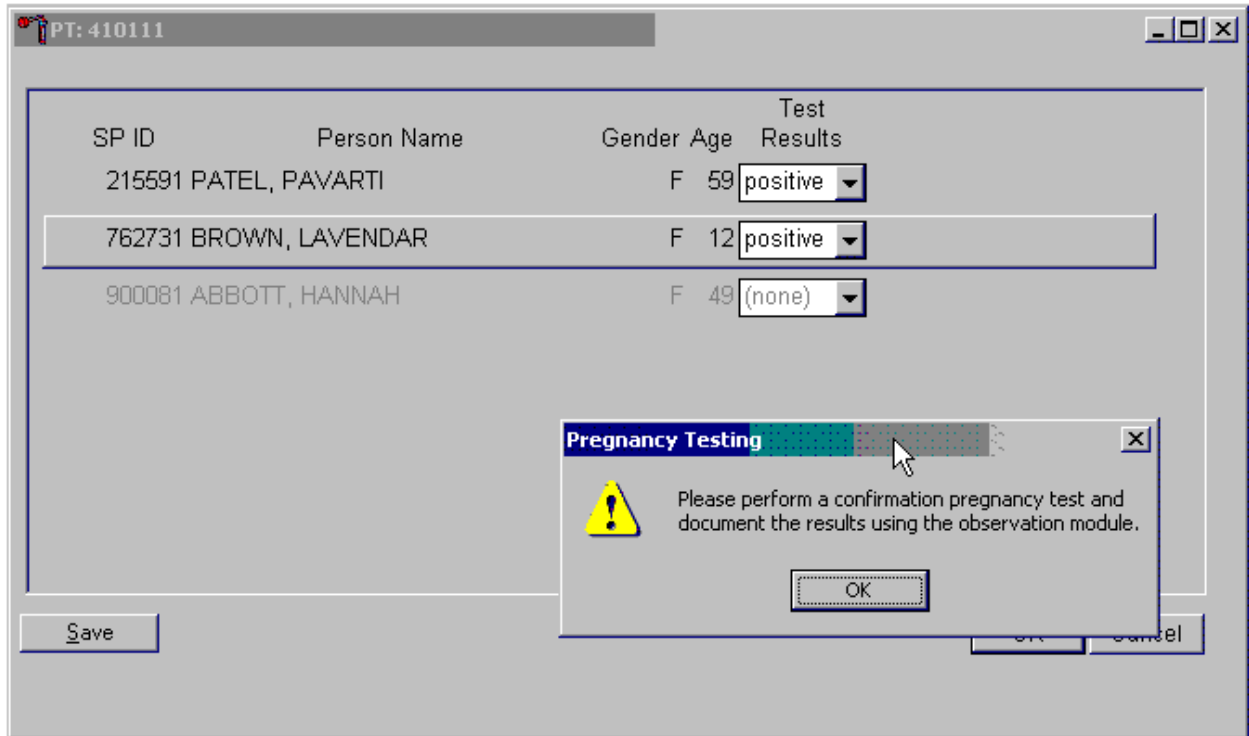 PT: 410111
Test
SP ID Person Name Gender Age Results
215591 PATEL, PAVARTI F 59 positive
762731 BROWN, LAVENDAR F 12 positive
900081 ABBOTT, HANNAH F 49 (none)
Pregnancy Testing
Please perform a confirmation pregnancy test and
document the results using the observation module.
OK
Save